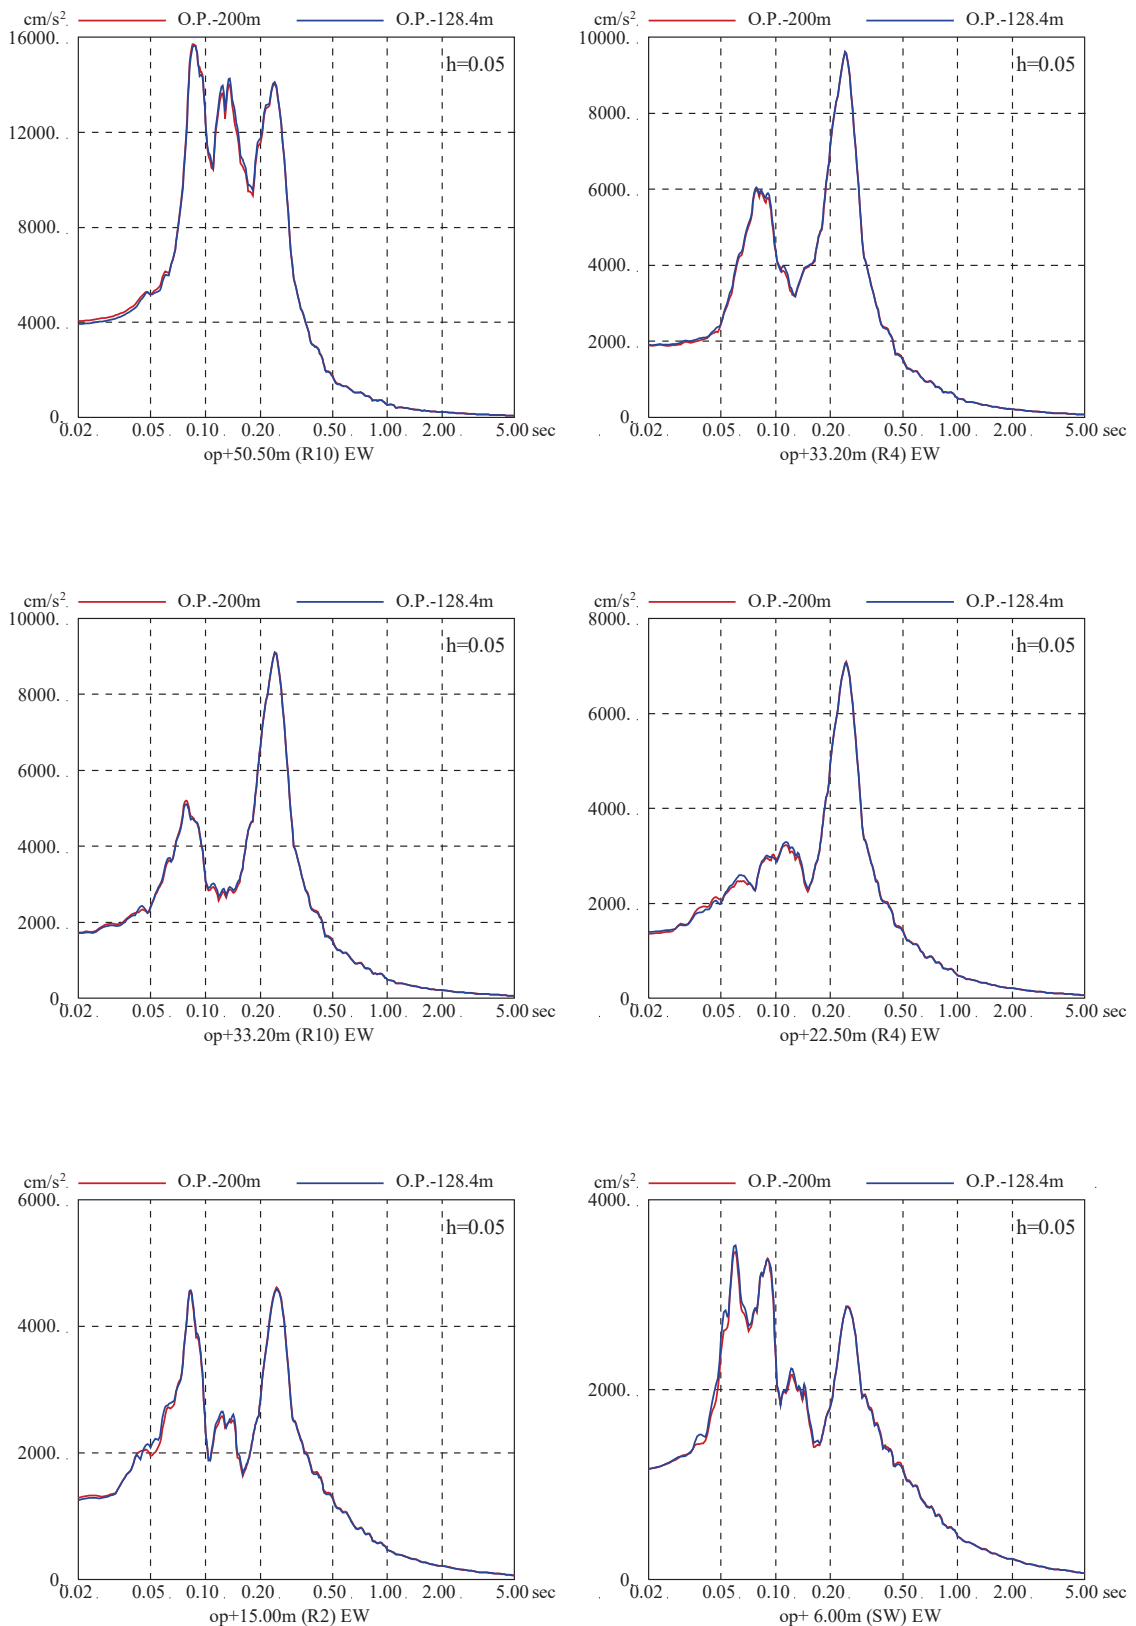 cm/s². O.P.-200m O.P.-128.4m
16000.
h=0.05
12000.
8000.
4000.
0.
0.02 0.05 0.10 0.20 0.50 1.00 2.00 5.00 sec
op+50.50m (R10) EW
cm/s². O.P.-200m O.P.-128.4m
10000.
h=0.05
8000.
6000.
4000.
2000.
0.
0.02 0.05 0.10 0.20 0.50 1.00 2.00 5.00 sec
op+33.20m (R4) EW
cm/s². O.P.-200m O.P.-128.4m
10000.
h=0.05
8000.
6000.
4000.
2000.
0.
0.02 0.05 0.10 0.20 0.50 1.00 2.00 5.00 sec
op+33.20m (R10) EW
cm/s². O.P.-200m O.P.-128.4m
8000.
h=0.05
6000.
4000.
2000.
0.
0.02 0.05 0.10 0.20 0.50 1.00 2.00 5.00 sec
op+22.50m (R4) EW
cm/s². O.P.-200m O.P.-128.4m
6000.
h=0.05
4000.
2000.
0.
0.02 0.05 0.10 0.20 0.50 1.00 2.00 5.00 sec
op+15.00m (R2) EW
cm/s². O.P.-200m O.P.-128.4m
4000.
h=0.05
2000.
0.
0.02 0.05 0.10 0.20 0.50 1.00 2.00 5.00 sec
op+ 6.00m (SW) EW